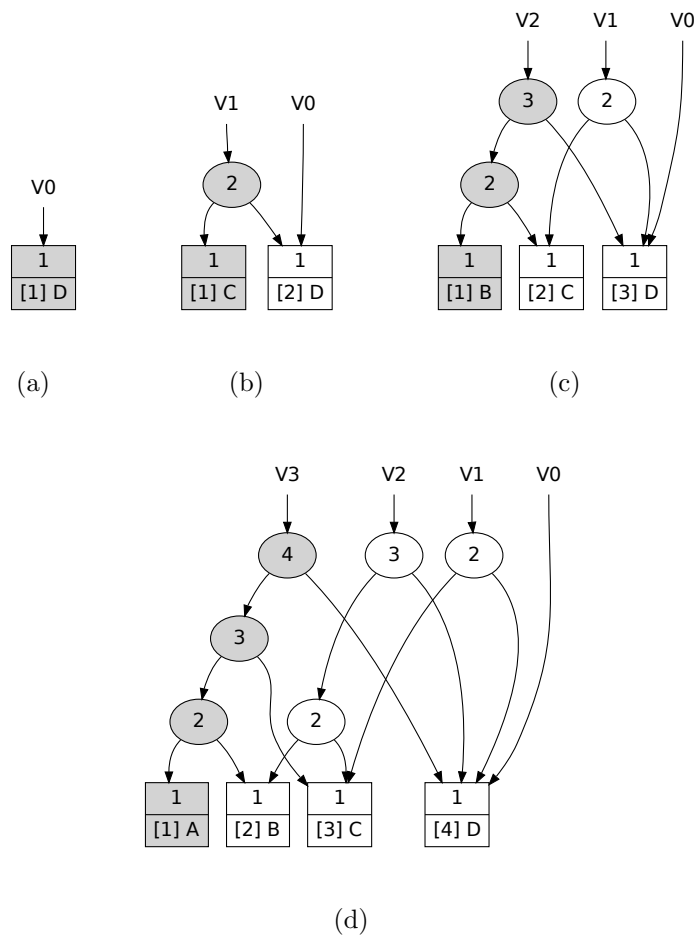 V0
1
[1] D
(a)
V1 V0
2
1 1
[1] C [2] D
(b)
V2 V1 V0
3 2
2
1 1 1
[1] B [2] C [3] D
(c)
V3 V2 V1 V0
4 3 2
3
2 2
1 1 1 1
[1] A [2] B [3] C [4] D
(d)